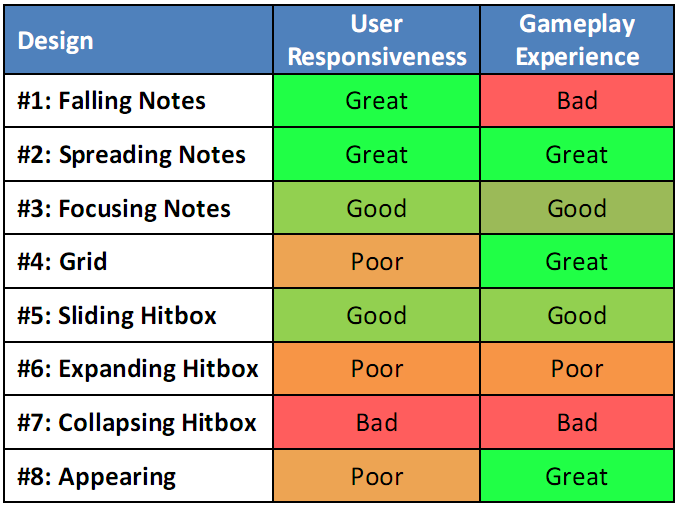 Design User Responsiveness Gameplay Experience
#1: Falling Notes Great Bad
#2: Spreading Notes Great Great
#3: Focusing Notes Good Good
#4: Grid Poor Great
#5: Sliding Hitbox Good Good
#6: Expanding Hitbox Poor Poor
#7: Collapsing Hitbox Bad Bad
#8: Appearing Poor Great